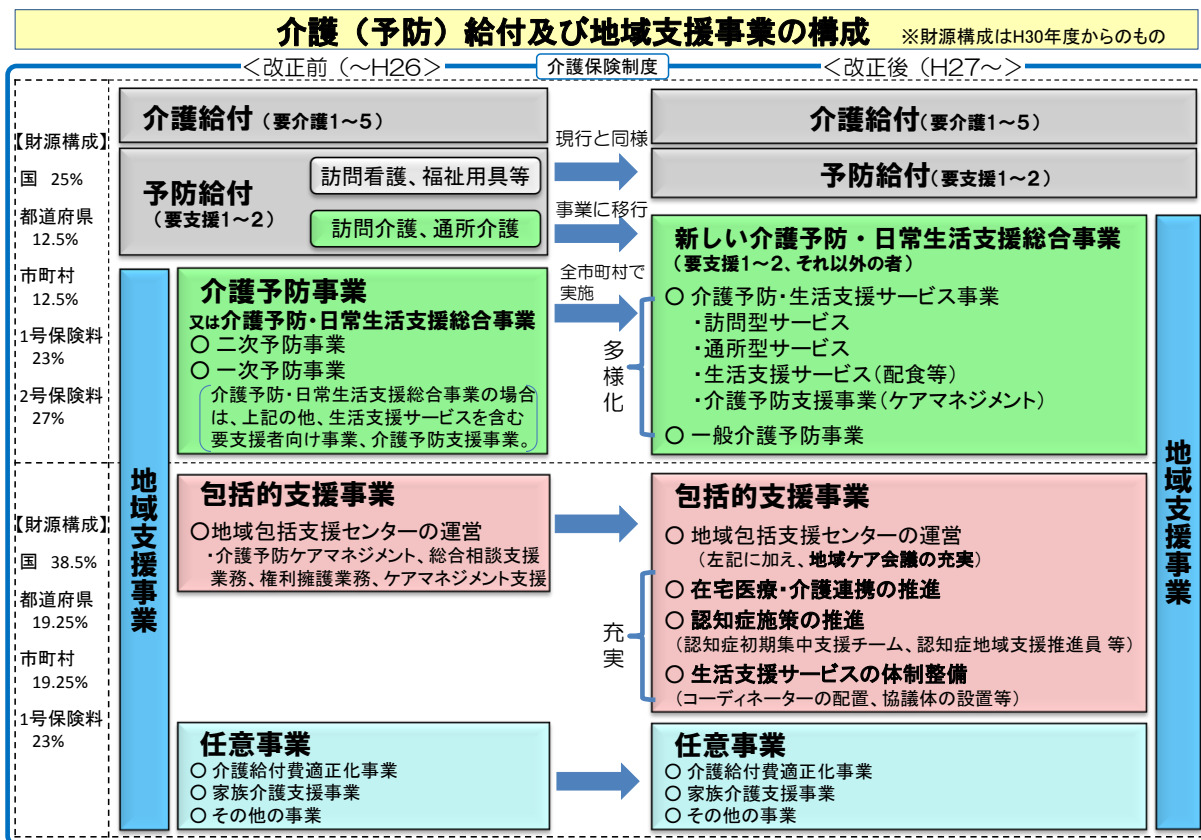 介護（予防）給付及び地域支援事業の構成 ※財源構成はH30年度からのもの
＜改正前（～H26）＞
介護保険制度
＜改正後（H27～）＞
【財源構成】
国 25%
都道府県
12.5%
市町村
12.5%
1号保険料
23%
2号保険料
27%
【財源構成】
国 38.5%
都道府県
19.25%
市町村
19.25%
1号保険料
23%
介護給付（要介護1～5）
予防給付
（要支援1～2）
訪問看護、福祉用具等
訪問介護、通所介護
地域支援事業
介護予防事業
又は介護予防・日常生活支援総合事業
○ 二次予防事業
○ 一次予防事業
介護予防・日常生活支援総合事業の場合
は、上記の他、生活支援サービスを含む
要支援者向け事業、介護予防支援事業。
包括的支援事業
○地域包括支援センターの運営
・介護予防ケアマネジメント、総合相談支援
業務、権利擁護業務、ケアマネジメント支援
任意事業
○ 介護給付費適正化事業
○ 家族介護支援事業
○ その他の事業
現行と同様
事業に移行
全市町村で
実施
多様化
充実
介護給付（要介護1～5）
予防給付（要支援1～2）
新しい介護予防・日常生活支援総合事業
（要支援1～2、それ以外の者）
○ 介護予防・生活支援サービス事業
・訪問型サービス
・通所型サービス
・生活支援サービス（配食等）
・介護予防支援事業（ケアマネジメント）
○ 一般介護予防事業
包括的支援事業
○ 地域包括支援センターの運営
（左記に加え、地域ケア会議の充実）
○ 在宅医療・介護連携の推進
○ 認知症施策の推進
（認知症初期集中支援チーム、認知症地域支援推進員 等）
○ 生活支援サービスの体制整備
（コーディネーターの配置、協議体の設置等）
任意事業
○ 介護給付費適正化事業
○ 家族介護支援事業
○ その他の事業
地域支援事業